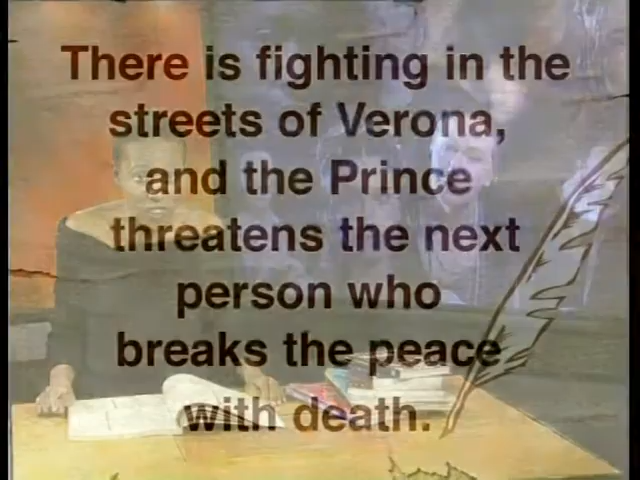 There is fighting in the
streets of Verona,
and the Prince
threatens the next
person who
breaks the peace
with death.